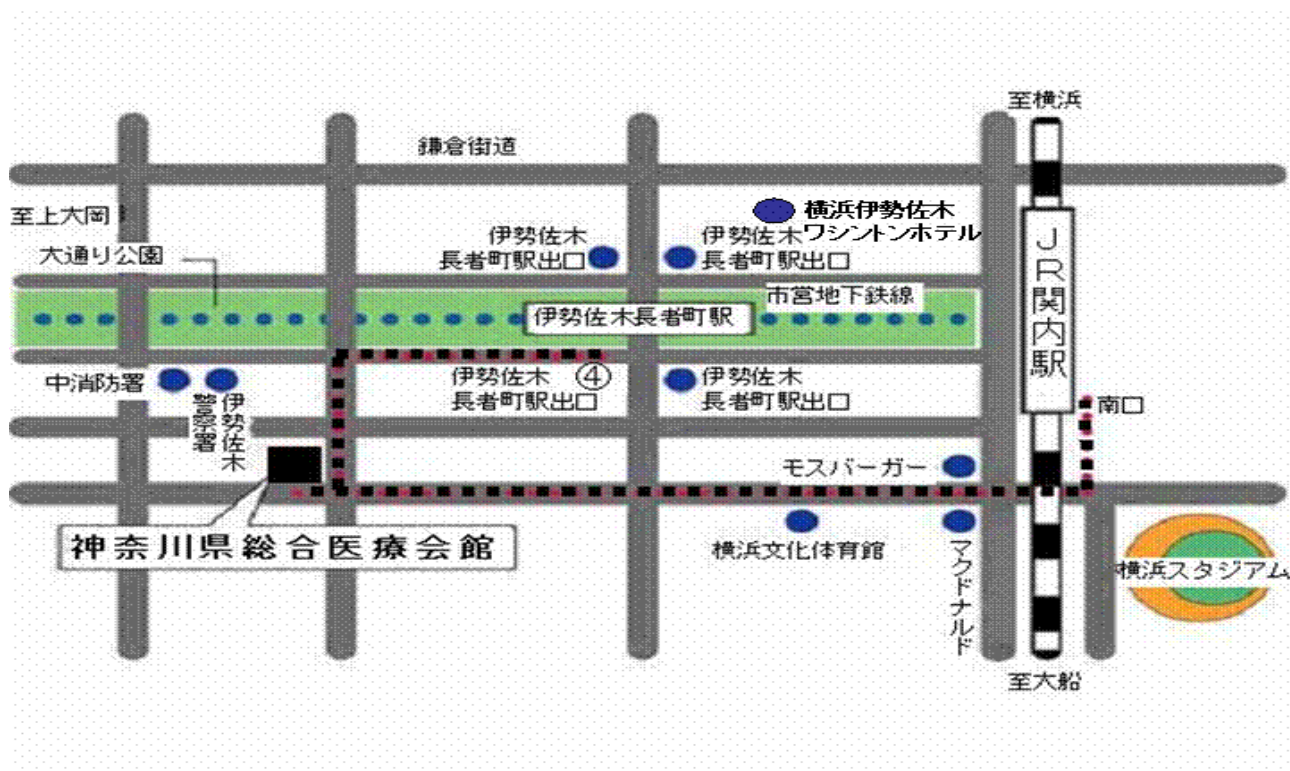 至横浜
鎌倉街道
至上大岡
横浜伊勢佐木
ワシントンホテル
伊勢佐木
長者町駅出口
伊勢佐木
長者町駅出口
大通り公園
市営地下鉄線
伊勢佐木長者町駅
JR関内駅
中消防署
伊勢佐木
警察署
伊勢佐木
長者町駅出口
④
伊勢佐木
長者町駅出口
南口
モスバーガー
神奈川県総合医療会館
横浜文化体育館
マクドナルド
横浜スタジアム
至大船